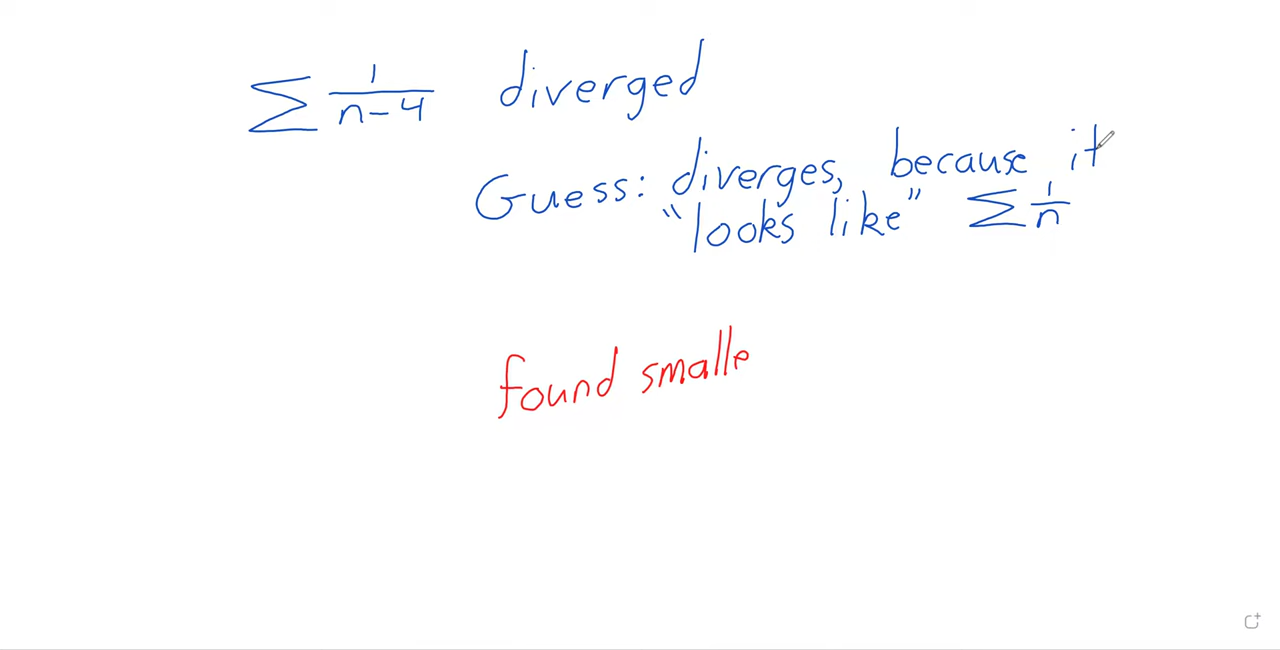 ∑ 1/(n-4) diverged
Guess: diverges, because it
"looks like" ∑ 1/n
found smalle